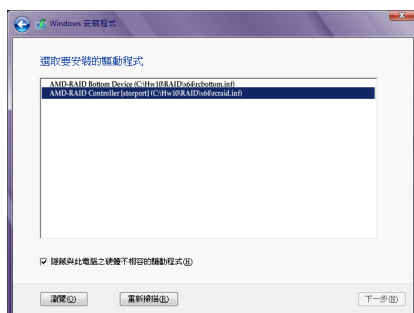 Windows 安裝程式
選取要安裝的驅動程式
AMD-RAID Bottom Device (C:\Hw10\RAID\x64\rcbottom.inf)
AMD-RAID Controller [storport] (C:\Hw10\RAID\x64\rcraid.inf)
隱藏與此電腦之硬體不相容的驅動程式(H)
瀏覽(O) 重新掃描(R) 下一步(N)